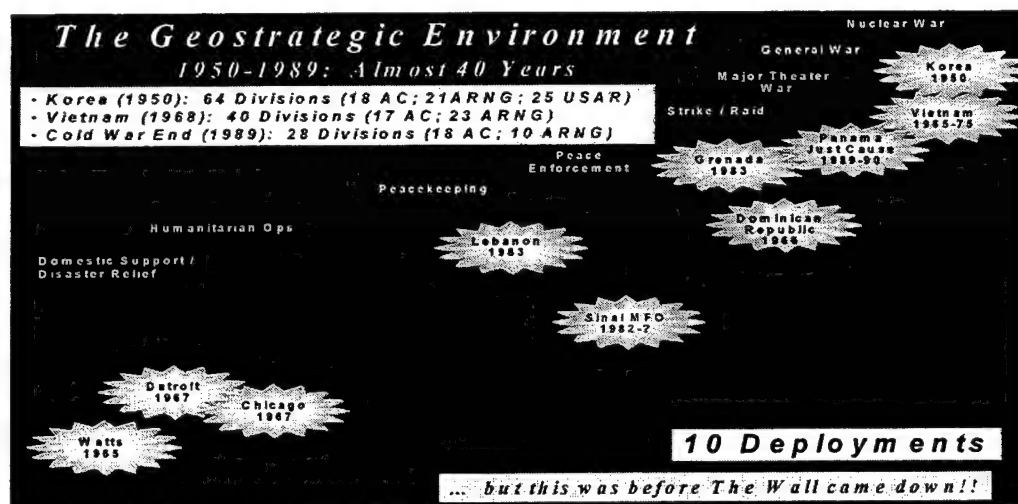 The Geostrategic Environment
1950-1989: Almost 40 Years
- Korea (1950): 64 Divisions (18 AC; 21ARNG; 25 USAR)
- Vietnam (1968): 40 Divisions (17 AC; 23 ARNG)
- Cold War End (1989): 28 Divisions (18 AC; 10 ARNG)
Nuclear War
General War
Major Theater
War
Strike / Raid
Peace
Enforcement
Peacekeeping
Humanitarian Ops
Domestic Support /
Disaster Relief
Korea
1950
Vietnam
1965-75
Panama
Just Cause
1989-90
Grenada
1983
Dominican
Republic
1966
Lebanon
1983
Sinai MFO
1982-?
Detroit
1967
Chicago
1967
Watts
1965
10 Deployments
... but this was before The Wall came down!!